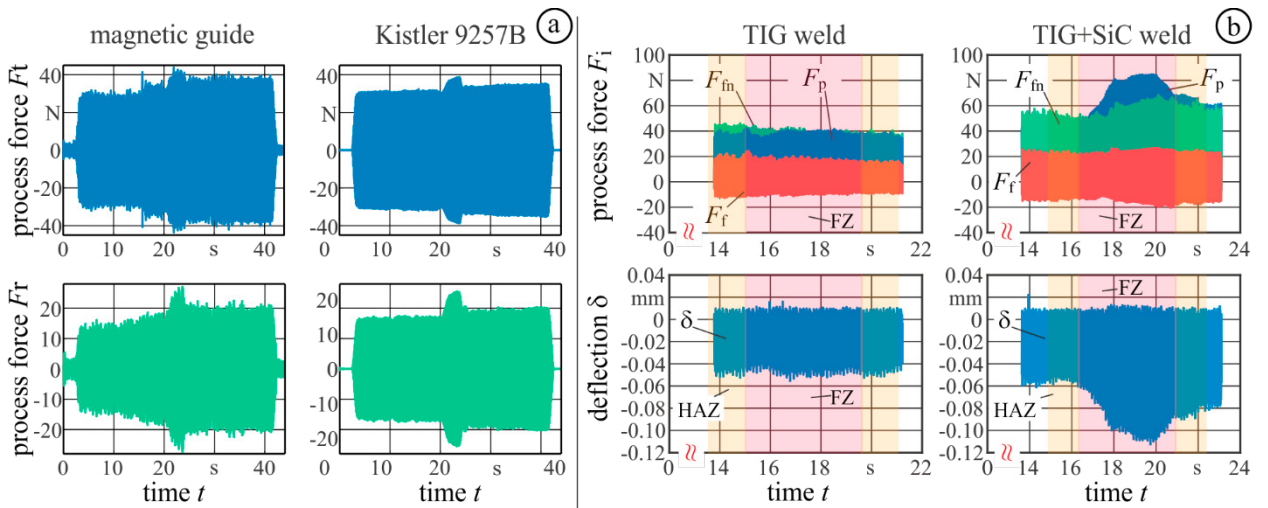 magnetic guide
Kistler 9257B
a
process force Ft
40
N
20
0
-20
-40
0
10
20
s
40
40
N
20
0
-20
-40
0
10
20
s
40
process force Fr
20
10
0
-10
-20
0
10
20
s
40
time t
20
10
0
10
20
0
10
20
s
40
time t
TIG weld
TIG+SiC weld
b
process force Fi
100
N
60
40
20
0
-20
-40
Ffn
Fp
Ff
FZ
0
14
16
18
s
22
100
N
60
40
20
0
-20
-40
Ffn
Fp
Ff
FZ
0
14
16
18
20
s
24
deflection δ
0.04
mm
0
-0.02
-0.04
-0.06
-0.08
-0.10
-0.12
δ
HAZ
FZ
0
14
16
18
s
22
time t
0.04
mm
0
-0.02
-0.04
-0.06
-0.08
-0.10
-0.12
FZ
δ
HAZ
0
14
16
18
20
s
24
time t